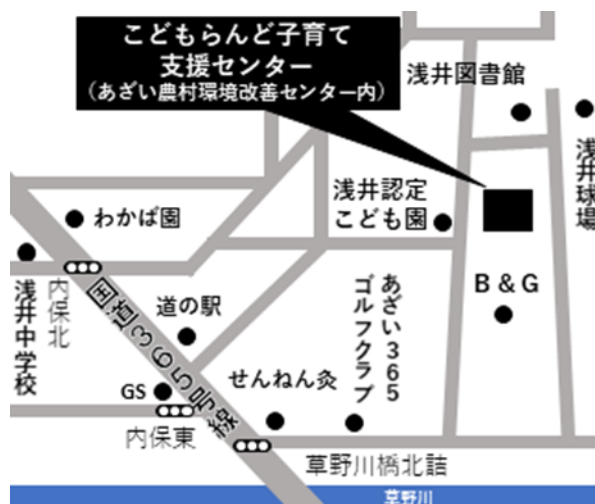 こどもらんど子育て
支援センター
(あざい農村環境改善センター内)
浅井図書館
浅井球場
浅井認定
こども園
わかば園
内保北
浅井中学校
国道365号線
道の駅
あざい365
ゴルフクラブ
B＆G
GS
せんねん灸
内保東
草野川橋北詰
草野川